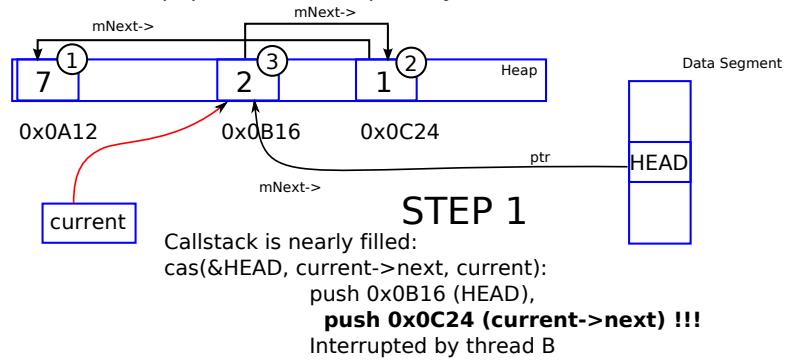 mNext->
mNext->
1
3
2
7
2
1
Heap
Data Segment
0x0A12
0x0B16
0x0C24
ptr
HEAD
mNext->
current
STEP 1
Callstack is nearly filled:
cas(&HEAD, current->next, current):
push 0x0B16 (HEAD),
push 0x0C24 (current->next) !!!
Interrupted by thread B